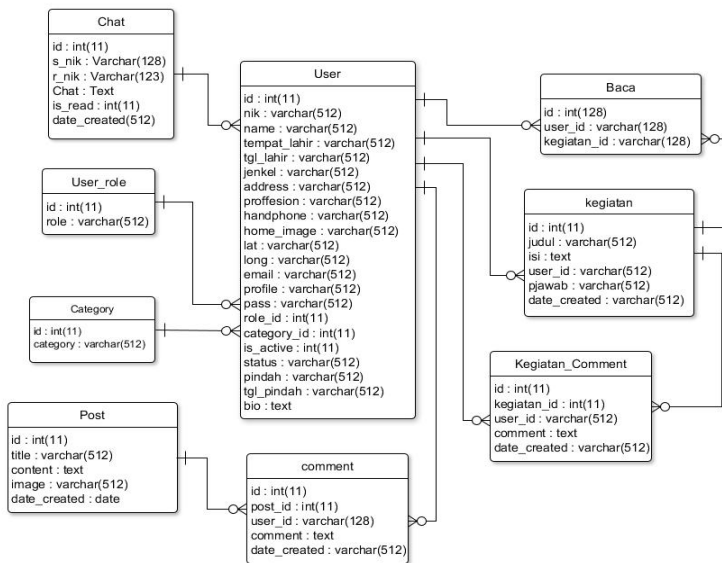 Chat
id : int(11)
s_nik : Varchar(128)
r_nik : Varchar(123)
Chat : Text
is_read : int(11)
date_created(512)
User_role
id : int(11)
role : varchar(512)
Category
id : int(11)
category : varchar(512)
Post
id : int(11)
title : varchar(512)
content : text
image : varchar(512)
date_created : date
User
id : int(11)
nik : varchar(512)
name : varchar(512)
tempat_lahir : varchar(512)
tgl_lahir : varchar(512)
jenkel : varchar(512)
address : varchar(512)
proffesion : varchar(512)
handphone : varchar(512)
home_image : varchar(512)
lat : varchar(512)
long : varchar(512)
email : varchar(512)
profile : varchar(512)
pass : varchar(512)
role_id : int(11)
category_id : int(11)
is_active : int(11)
status : varchar(512)
pindah : varchar(512)
tgl_pindah : varchar(512)
bio : text
comment
id : int(11)
post_id : int(11)
user_id : varchar(128)
comment : text
date_created : varchar(512)
Baca
id : int(128)
user_id : varchar(128)
kegiatan_id : varchar(128)
kegiatan
id : int(11)
judul : varchar(512)
isi : text
user_id : varchar(512)
pjawab : varchar(512)
date_created : varchar(512)
Kegiatan_Comment
id : int(11)
kegiatan_id : int(11)
user_id : varchar(512)
comment : text
date_created : varchar(512)